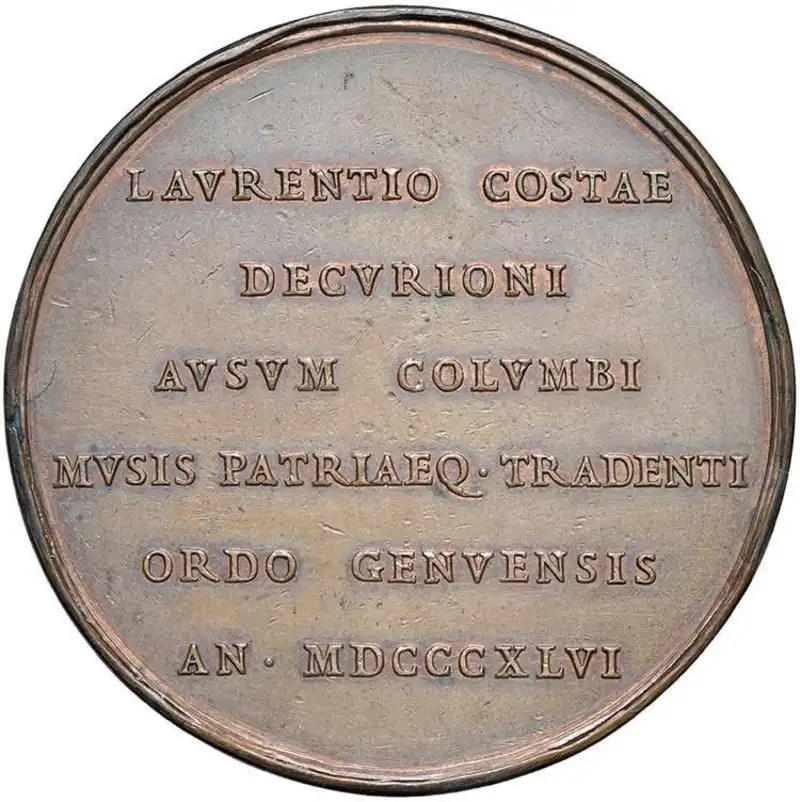 LAVRENTIO COSTAE
DECVRIONI
AVSVM COLVMBI
MVSIS PATRIAEQ · TRADENTI
ORDO GENVENSIS
AN · MDCCCXLVI